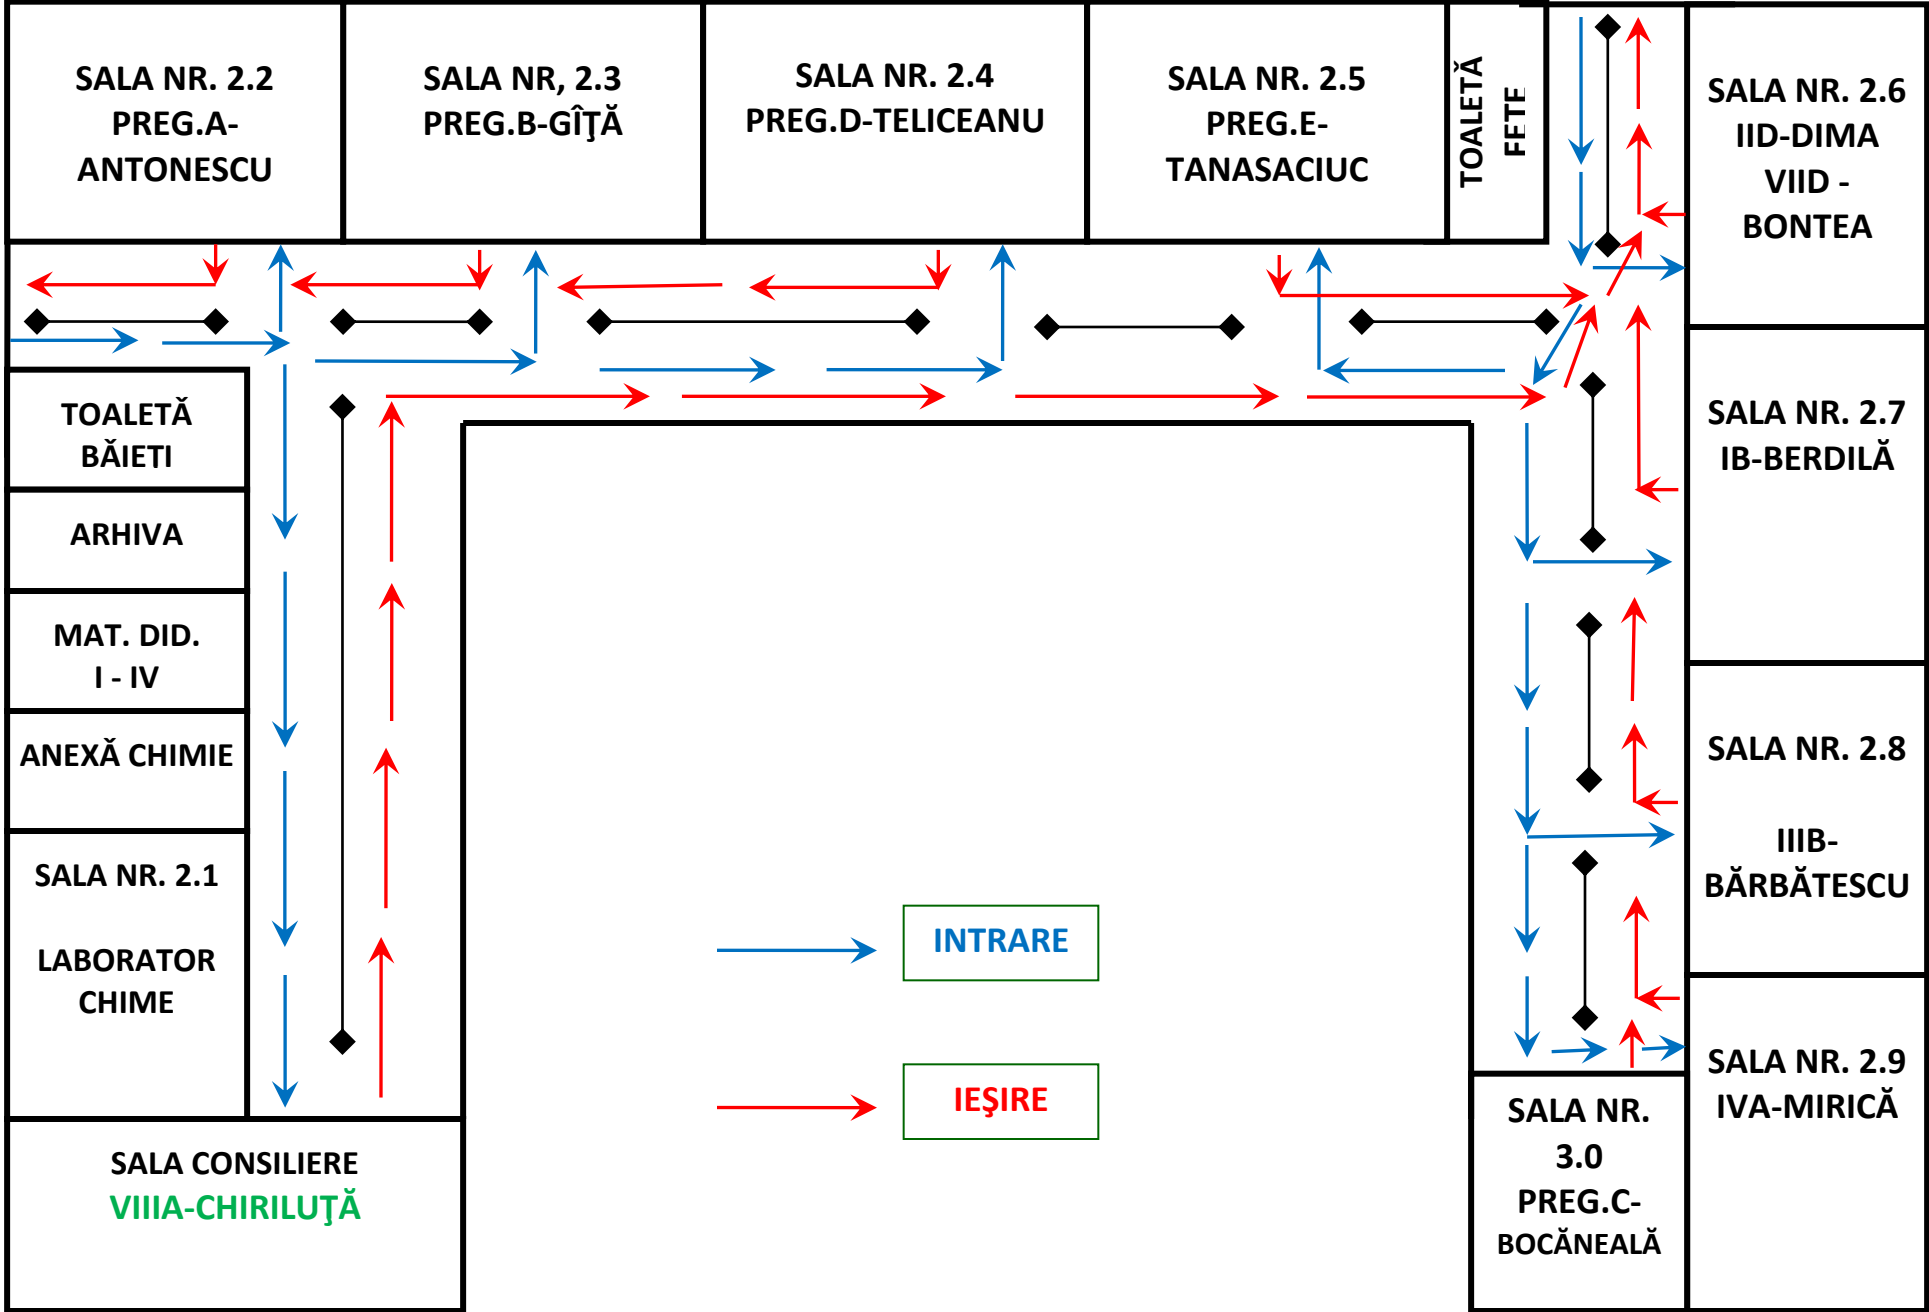 SALA NR. 2.2
PREG.A-
ANTONESCU
SALA NR, 2.3
PREG.B-GÎŢĂ
SALA NR. 2.4
PREG.D-TELICEANU
SALA NR. 2.5
PREG.E-
TANASACIUC
TOALETĂ
FETE
SALA NR. 2.6
IID-DIMA
VIID -
BONTEA
SALA NR. 2.7
IB-BERDILĂ
SALA NR. 2.8
IIIB-
BĂRBĂTESCU
SALA NR. 2.9
IVA-MIRICĂ
SALA NR.
3.0
PREG.C-
BOCĂNEALĂ
TOALETĂ
BĂIEȚI
ARHIVA
MAT. DID.
I - IV
ANEXĂ CHIMIE
SALA NR. 2.1
LABORATOR
CHIME
SALA CONSILIERE
VIIIA-CHIRILUŢĂ
INTRARE
IEŞIRE